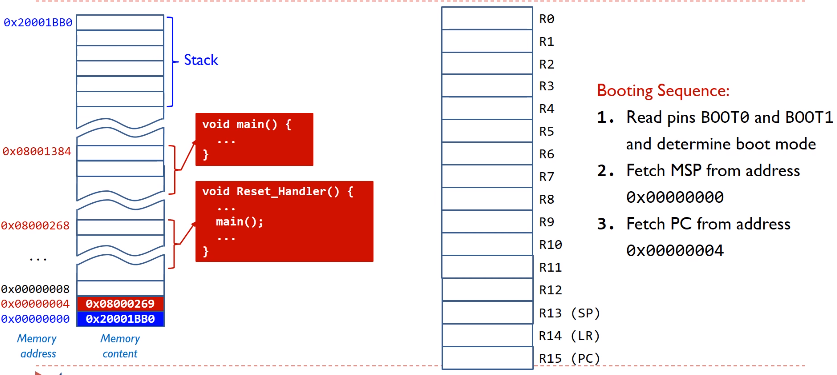 0x20001BB0
Stack
void main() {
...
}
0x08001384
void Reset_Handler() {
...
main();
...
}
0x08000268
...
0x00000008
0x00000004 0x08000269
0x00000000 0x20001BB0
Memory address
Memory content
R0
R1
R2
R3
R4
R5
R6
R7
R8
R9
R10
R11
R12
R13 (SP)
R14 (LR)
R15 (PC)
Booting Sequence:
1. Read pins BOOT0 and BOOT1
and determine boot mode
2. Fetch MSP from address
0x00000000
3. Fetch PC from address
0x00000004